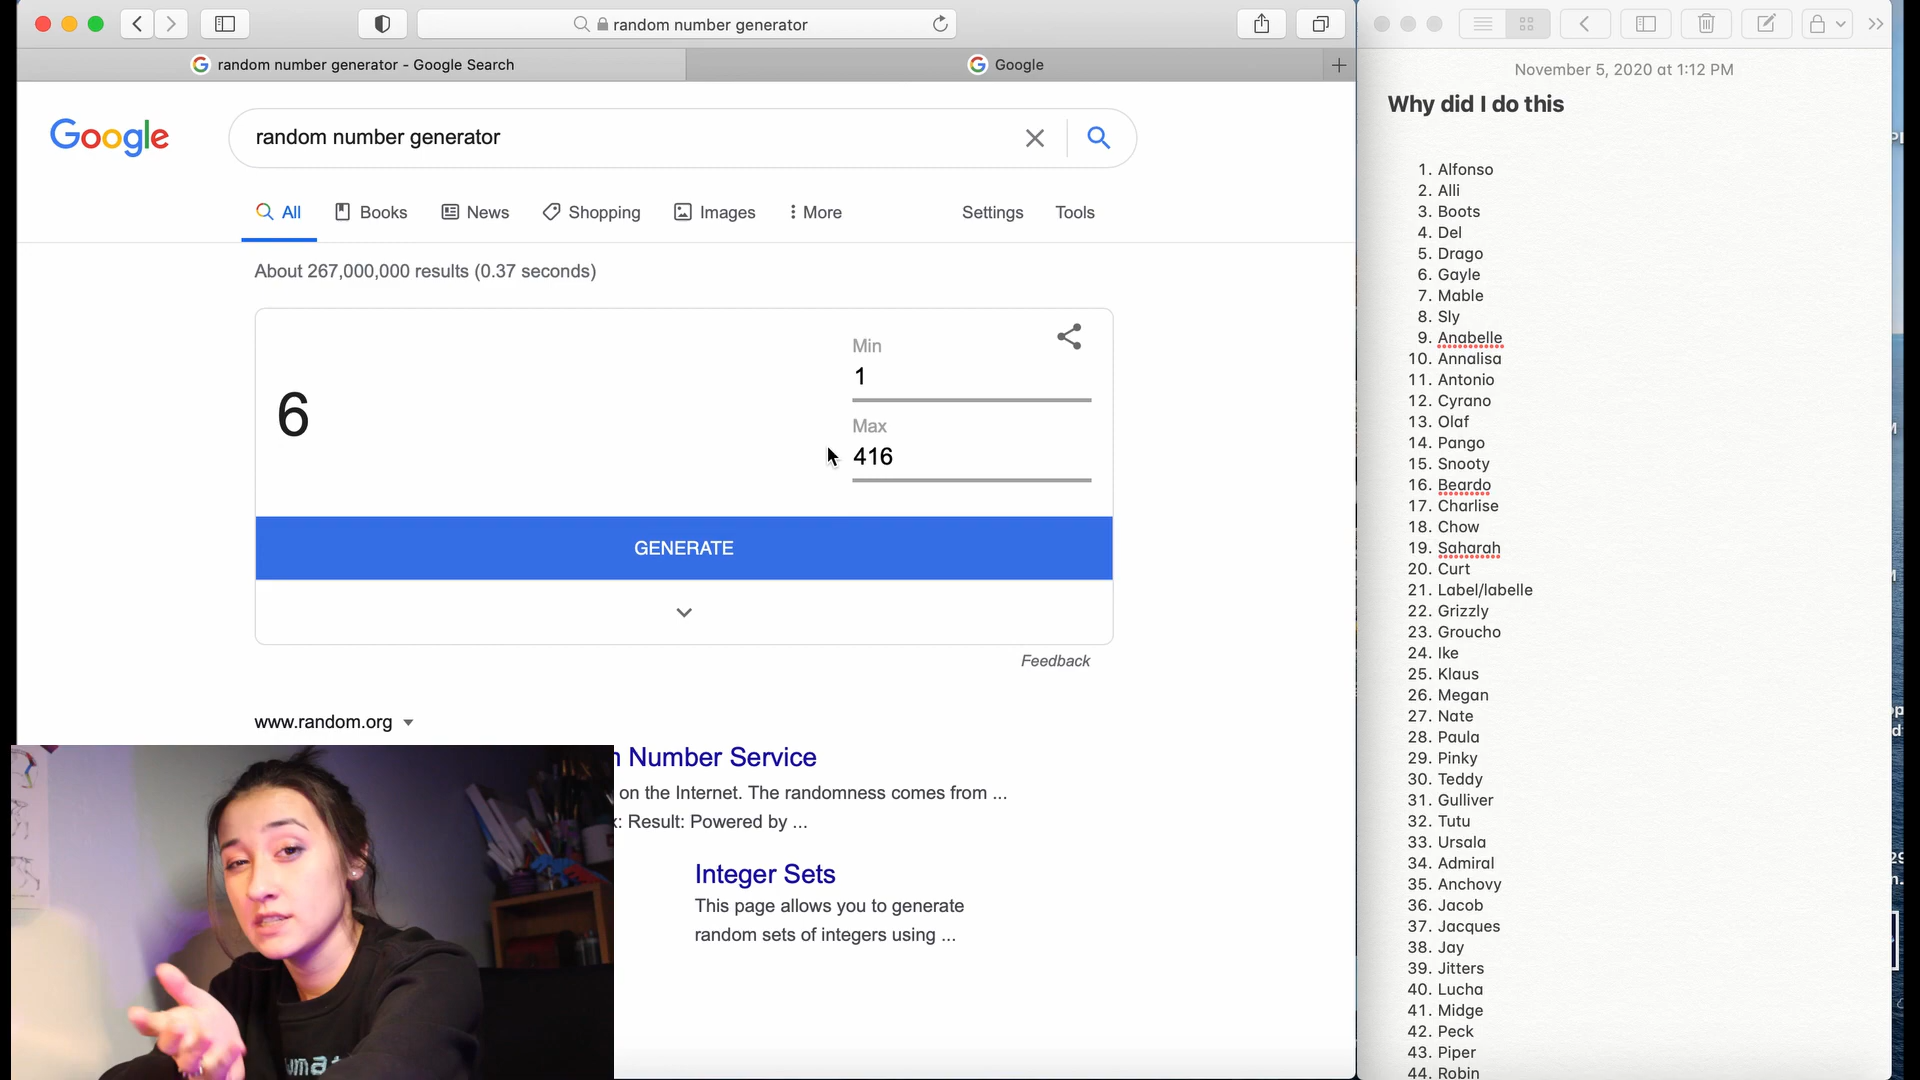 random number generator
random number generator - Google Search
Google
Google
random number generator
All
Books
News
Shopping
Images
More
Settings
Tools
About 267,000,000 results (0.37 seconds)
6
Min
1
Max
416
GENERATE
Feedback
www.random.org
Number Service
on the Internet. The randomness comes from ...
: Result: Powered by ...
Integer Sets
This page allows you to generate
random sets of integers using ...
November 5, 2020 at 1:12 PM
Why did I do this
1. Alfonso
2. Alli
3. Boots
4. Del
5. Drago
6. Gayle
7. Mable
8. Sly
9. Anabelle
10. Annalisa
11. Antonio
12. Cyrano
13. Olaf
14. Pango
15. Snooty
16. Beardo
17. Charlise
18. Chow
19. Saharah
20. Curt
21. Label/labelle
22. Grizzly
23. Groucho
24. Ike
25. Klaus
26. Megan
27. Nate
28. Paula
29. Pinky
30. Teddy
31. Gulliver
32. Tutu
33. Ursala
34. Admiral
35. Anchovy
36. Jacob
37. Jacques
38. Jay
39. Jitters
40. Lucha
41. Midge
42. Peck
43. Piper
44. Robin